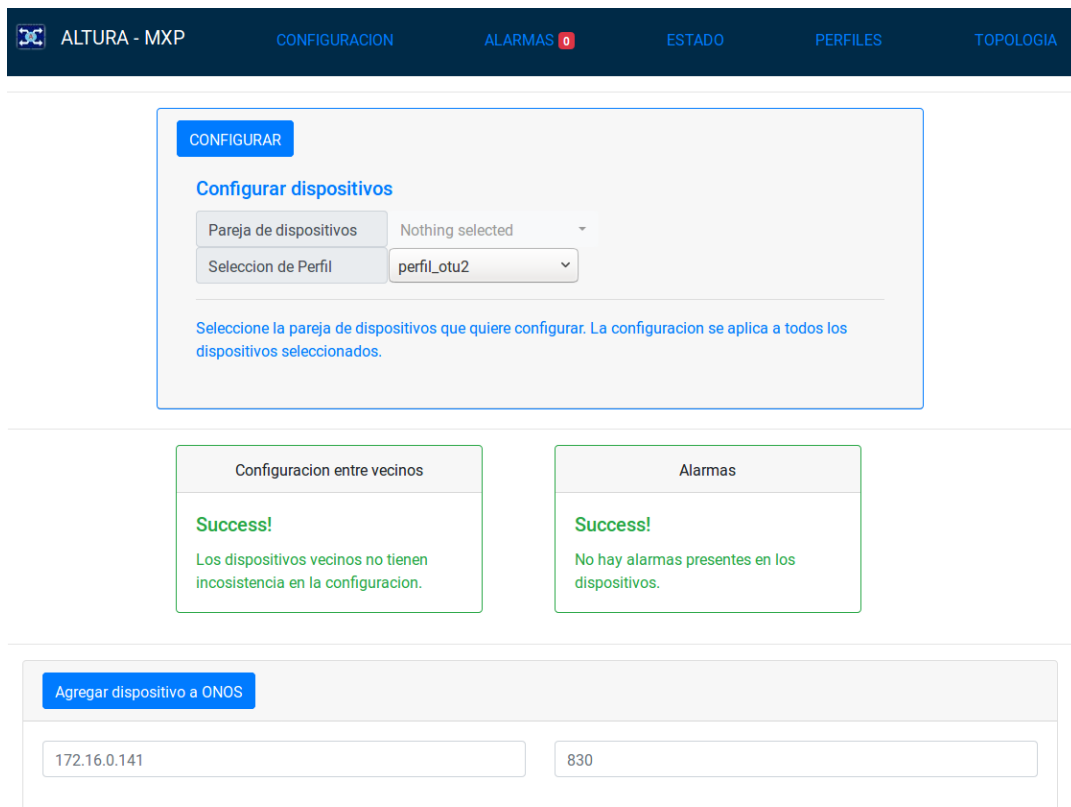 ALTURA - MXP CONFIGURACION ALARMAS 0 ESTADO PERFILES TOPOLOGIA
CONFIGURAR
Configurar dispositivos
Pareja de dispositivos Nothing selected
Seleccion de Perfil perfil_otu2
Seleccione la pareja de dispositivos que quiere configurar. La configuracion se aplica a todos los
dispositivos seleccionados.
Configuracion entre vecinos
Success!
Los dispositivos vecinos no tienen
incosistencia en la configuracion.
Alarmas
Success!
No hay alarmas presentes en los
dispositivos.
Agregar dispositivo a ONOS
172.16.0.141 830